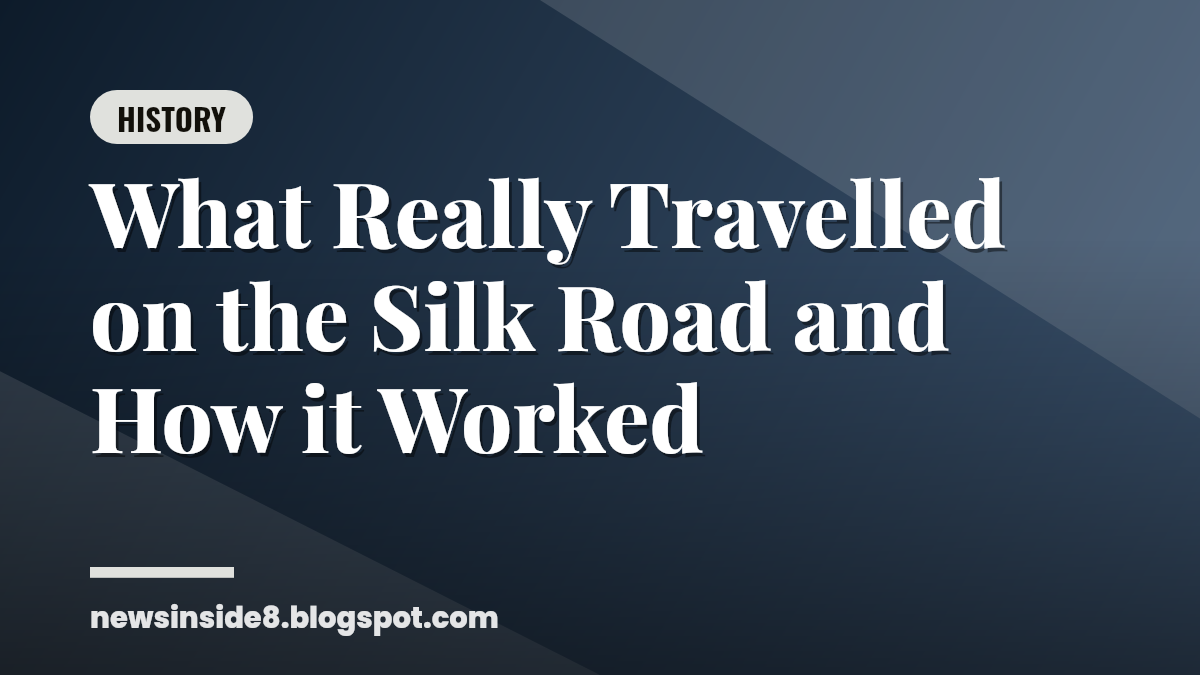 HISTORY
What Really Travelled
on the Silk Road and
How it Worked
newsinside8.blogspot.com